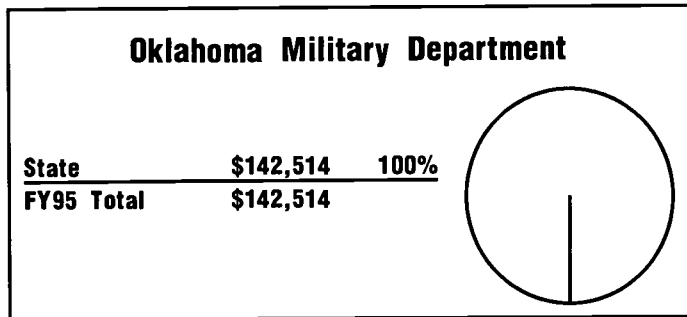 Oklahoma Military Department
State $142,514 100%
FY95 Total $142,514